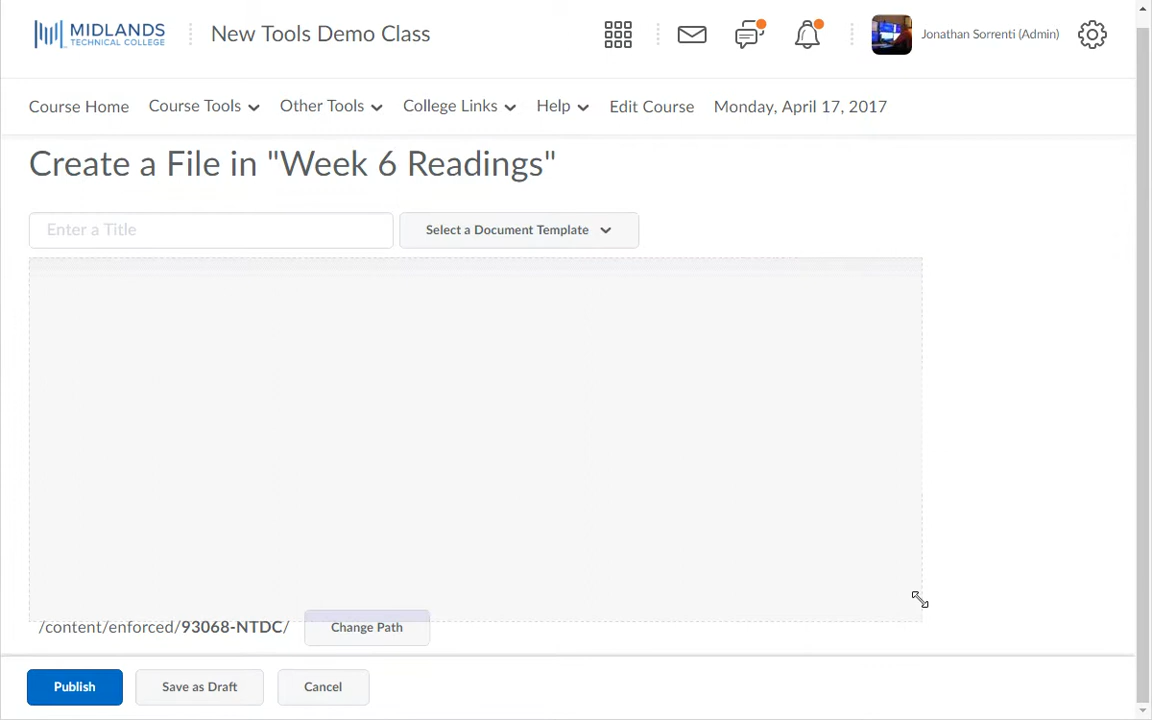 MIDLANDS
TECHNICAL COLLEGE
New Tools Demo Class
Jonathan Sorrenti (Admin)
Course Home Course Tools Other Tools College Links Help Edit Course Monday, April 17, 2017
Create a File in "Week 6 Readings"
Enter a Title Select a Document Template
/content/enforced/93068-NTDC/ Change Path
Publish Save as Draft Cancel